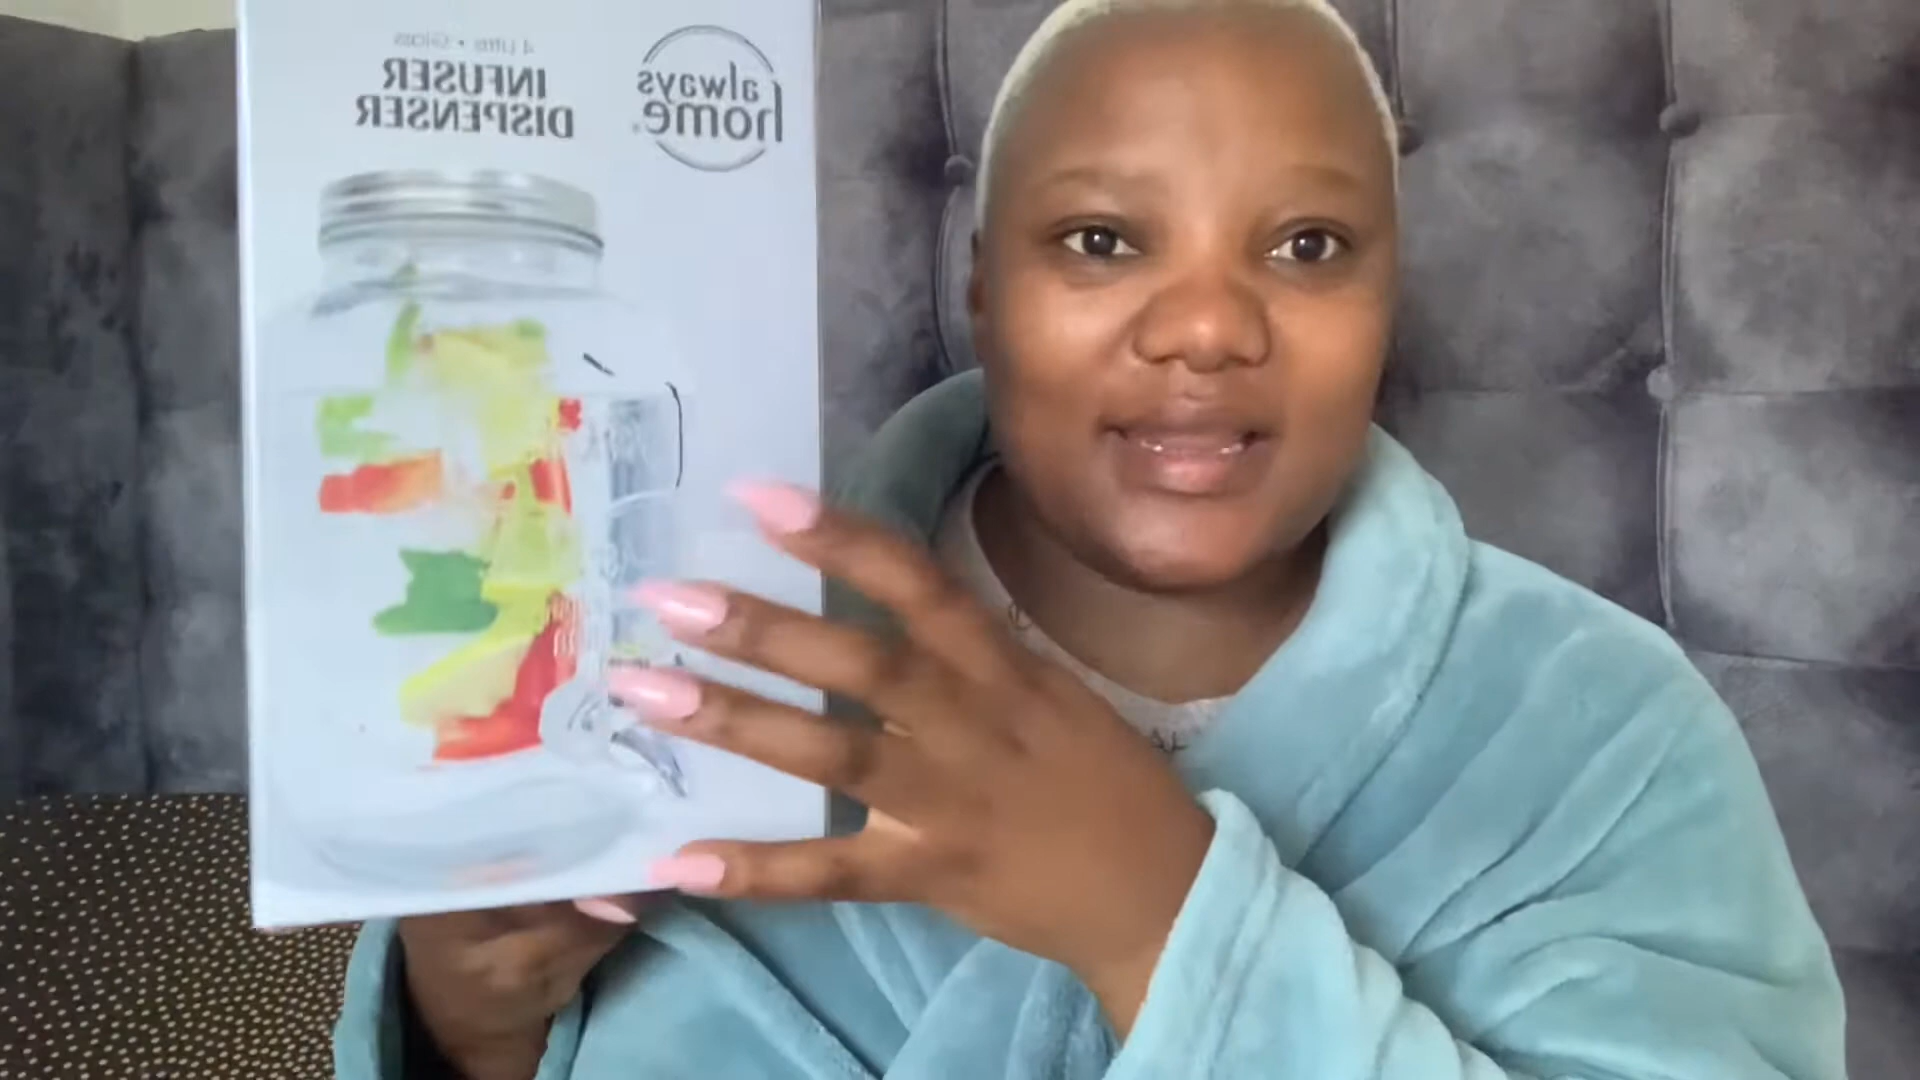 4 Litre • Glass
INFUSER
DISPENSER
always
home®